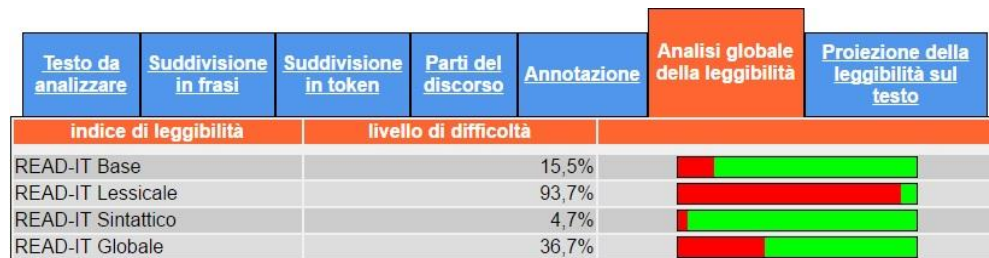 Testo da
analizzare
Suddivisione
in frasi
Suddivisione
in token
Parti del
discorso
Annotazione
Analisi globale
della leggibilità
Proiezione della
leggibilità sul
testo
indice di leggibilità livello di difficoltà
READ-IT Base 15,5%
READ-IT Lessicale 93,7%
READ-IT Sintattico 4,7%
READ-IT Globale 36,7%